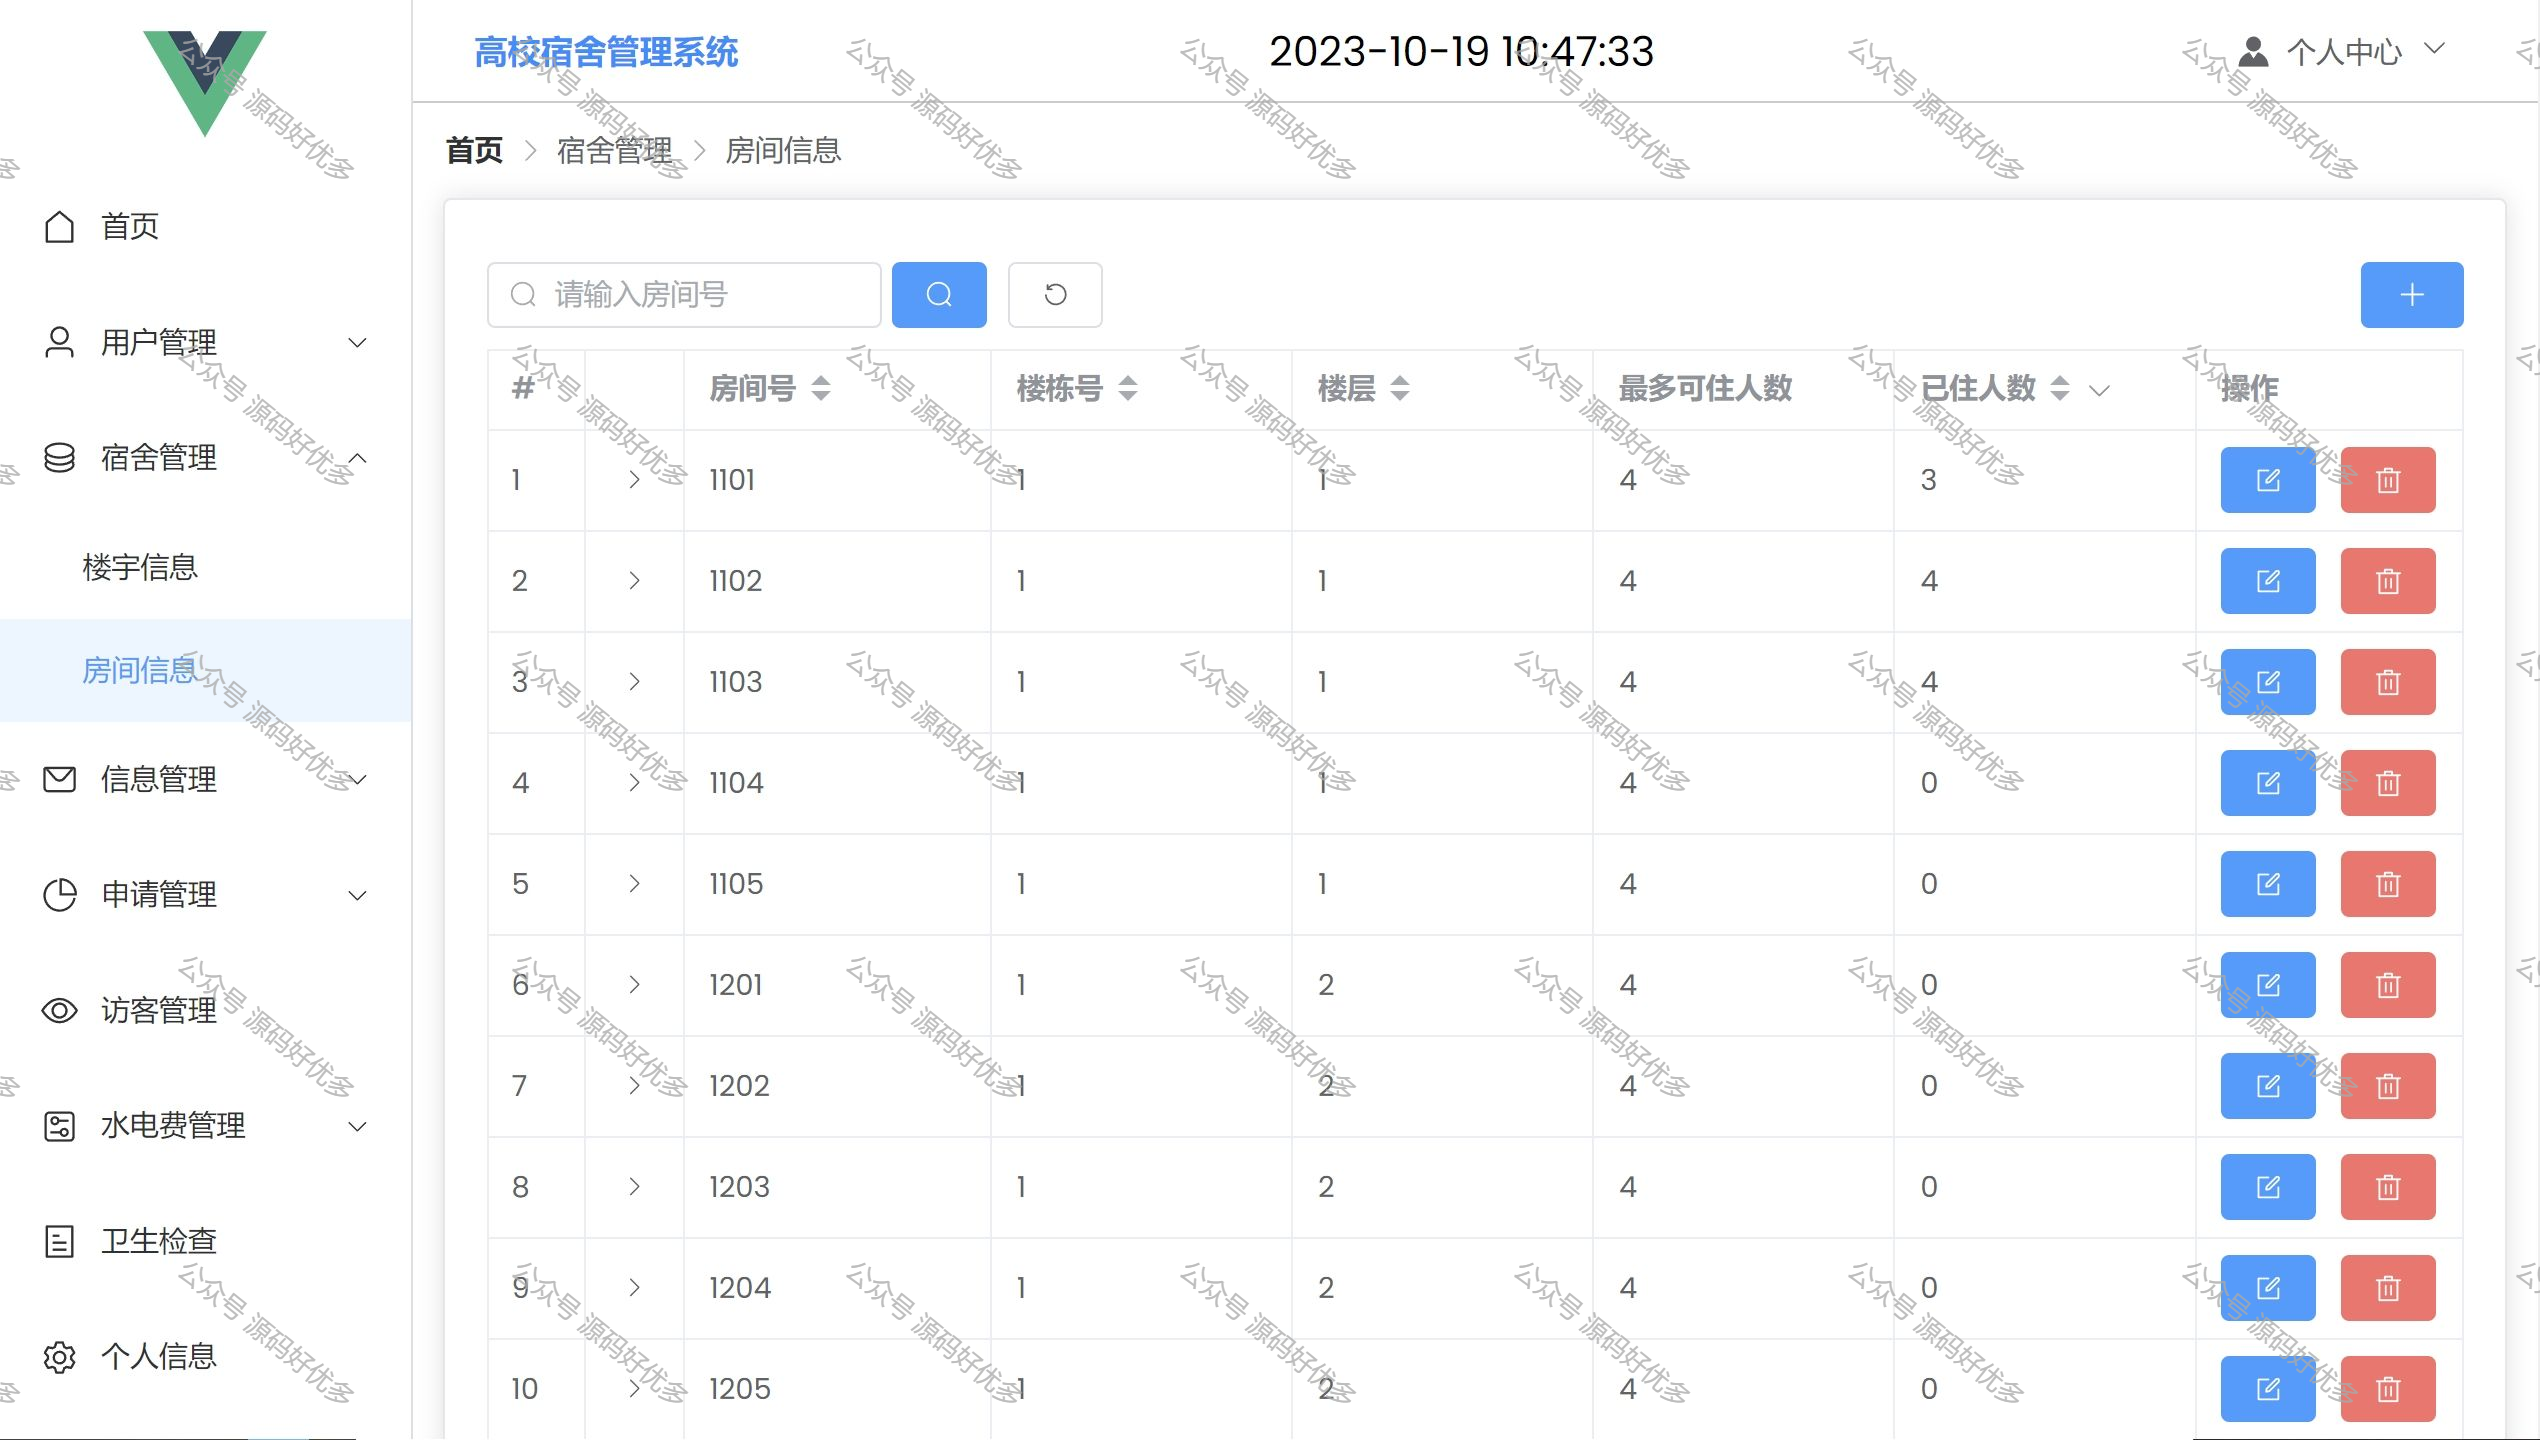 高校宿舍管理系统
2023-10-19 10:47:33
个人中心
首页
宿舍管理
房间信息
首页
用户管理
宿舍管理
楼宇信息
房间信息
信息管理
申请管理
访客管理
水电费管理
卫生检查
个人信息
请输入房间号
# 房间号 楼栋号 楼层 最多可住人数 已住人数 操作
1 1101 1 1 4 3
2 1102 1 1 4 4
3 1103 1 1 4 4
4 1104 1 1 4 0
5 1105 1 1 4 0
6 1201 1 2 4 0
7 1202 1 2 4 0
8 1203 1 2 4 0
9 1204 1 2 4 0
10 1205 1 2 4 0
公众号 源码好优多